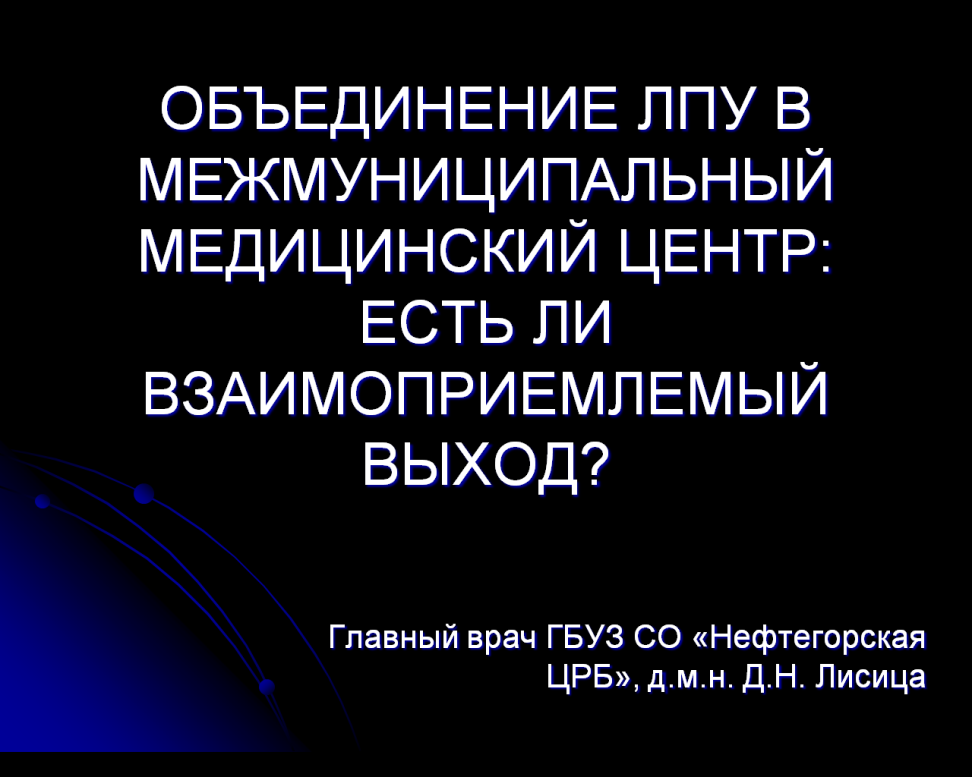 ОБЪЕДИНЕНИЕ ЛПУ В
МЕЖМУНИЦИПАЛЬНЫЙ
МЕДИЦИНСКИЙ ЦЕНТР:
ЕСТЬ ЛИ
ВЗАИМОПРИЕМЛЕМЫЙ
ВЫХОД?
Главный врач ГБУЗ СО «Нефтегорская
ЦРБ», д.м.н. Д.Н. Лисица